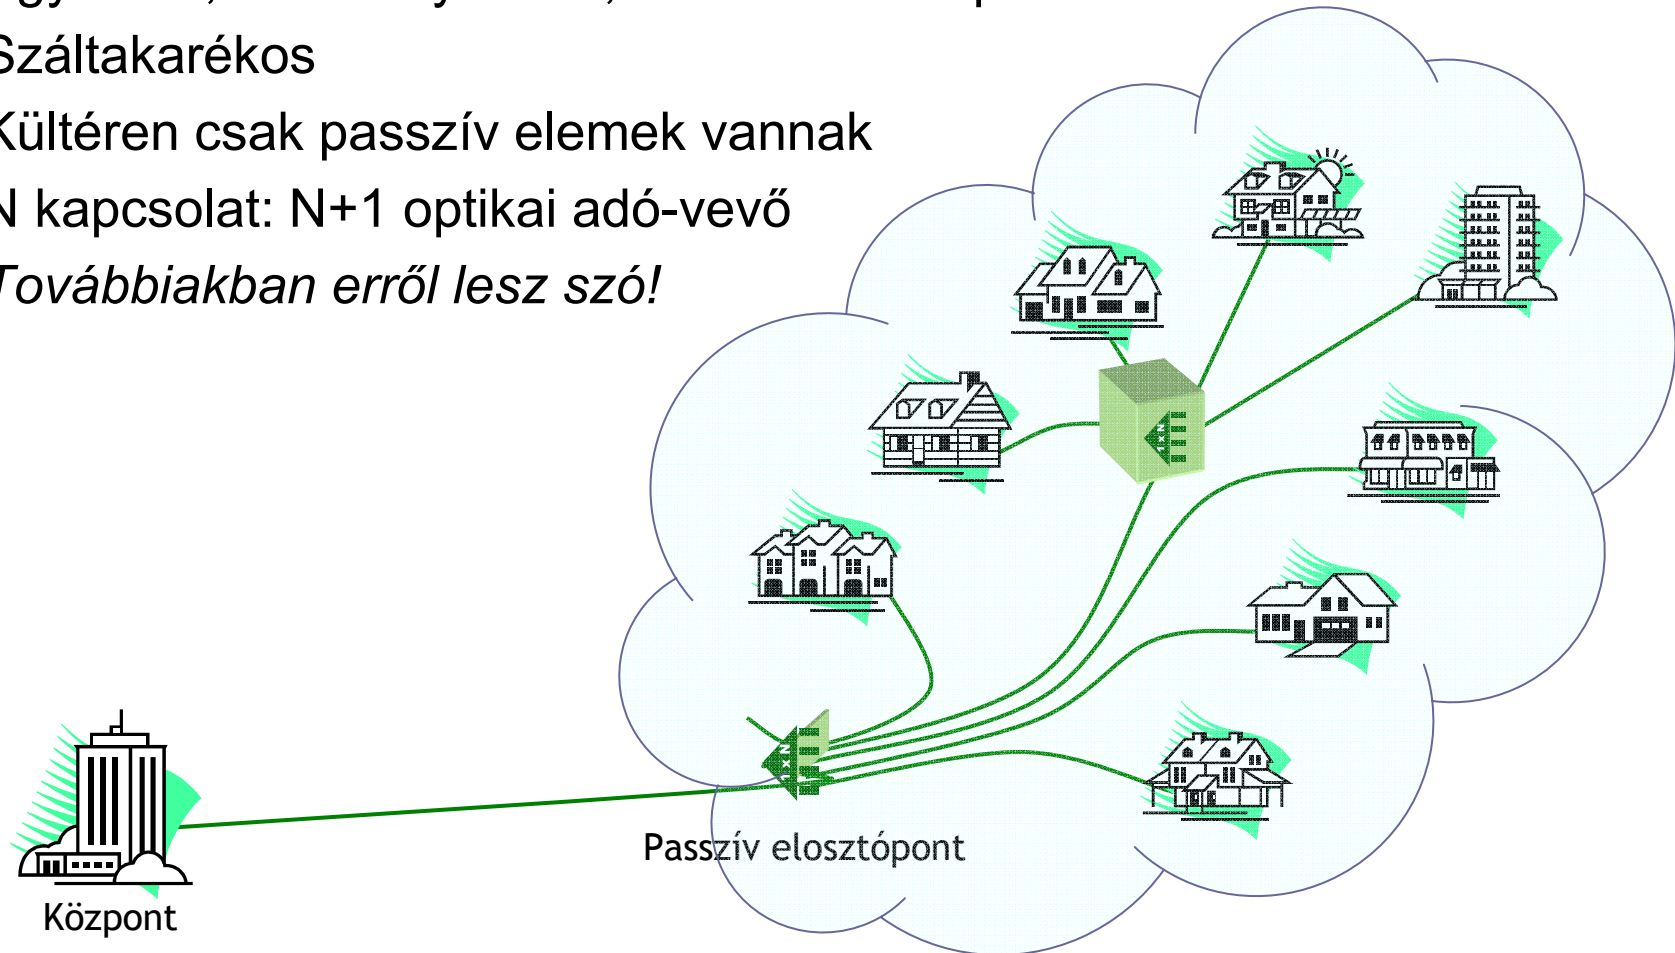 Száltakarékos
Kültéren csak passzív elemek vannak
N kapcsolat: N+1 optikai adó-vevő
Továbbiakban erről lesz szó!
Passzív elosztópont
Központ